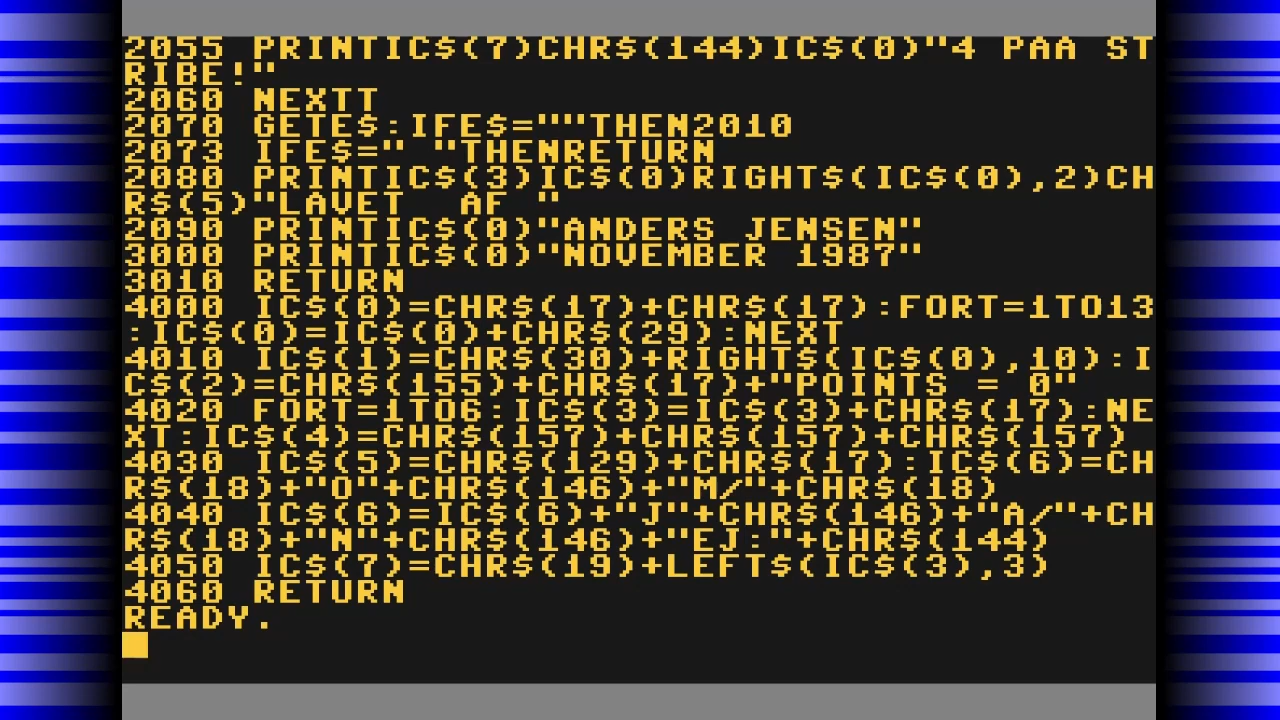 2055 PRINTIC$(7)CHR$(144)IC$(0)"4 PAA ST
RIBE!"
2060 NEXTT
2070 GETE$:IFE$=""THEN2010
2073 IFE$=" "THENRETURN
2080 PRINTIC$(3)IC$(0)RIGHT$(IC$(0),2)CH
R$(5)"LAVET  AF "
2090 PRINTIC$(0)"ANDERS JENSEN"
3000 PRINTIC$(0)"NOVEMBER 1987"
3010 RETURN
4000 IC$(0)=CHR$(17)+CHR$(17):FORT=1TO13
:IC$(0)=IC$(0)+CHR$(29):NEXT
4010 IC$(1)=CHR$(30)+RIGHT$(IC$(0),10):I
C$(2)=CHR$(155)+CHR$(17)+"POINTS = 0"
4020 FORT=1TO6:IC$(3)=IC$(3)+CHR$(17):NE
XT:IC$(4)=CHR$(157)+CHR$(157)+CHR$(157)
4030 IC$(5)=CHR$(129)+CHR$(17):IC$(6)=CH
R$(18)+"O"+CHR$(146)+"M/"+CHR$(18)
4040 IC$(6)=IC$(6)+"J"+CHR$(146)+"A/"+CH
R$(18)+"N"+CHR$(146)+"EJ:"+CHR$(144)
4050 IC$(7)=CHR$(19)+LEFT$(IC$(3),3)
4060 RETURN
READY.